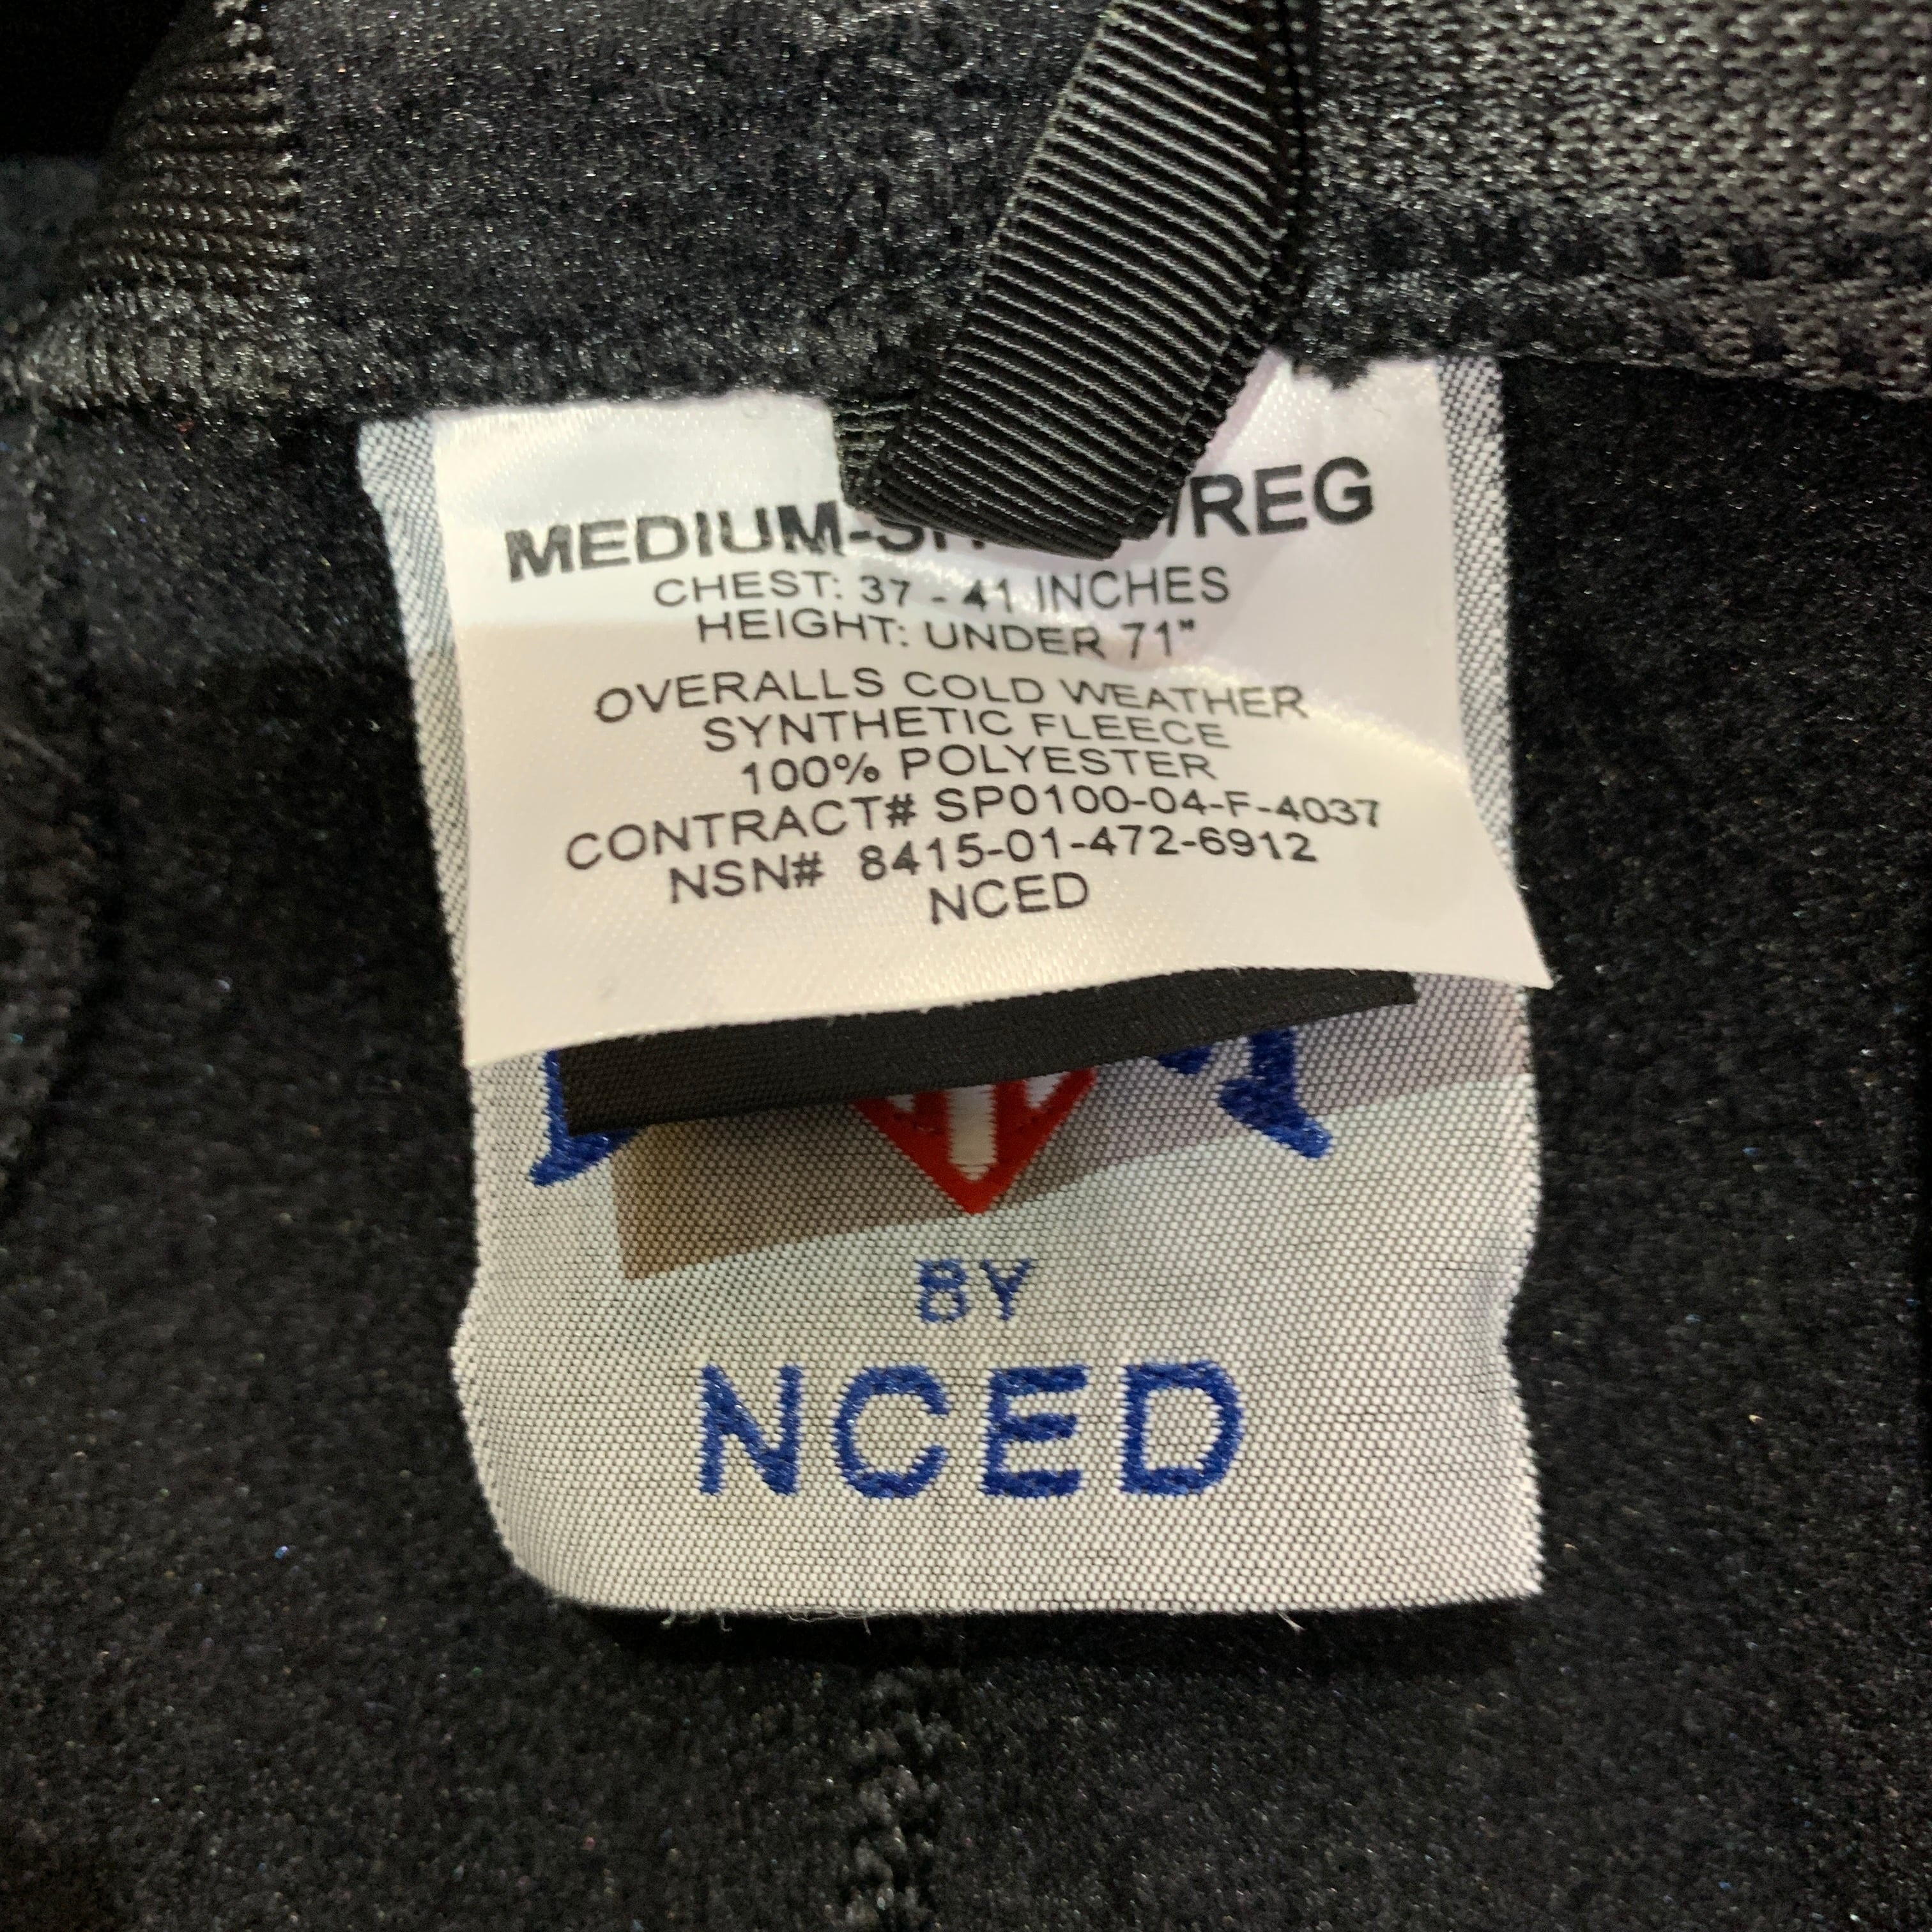 MEDIUM- /REG
CHEST: 37 - 41 INCHES
HEIGHT: UNDER 71"
OVERALLS COLD WEATHER
SYNTHETIC FLEECE
100% POLYESTER
CONTRACT# SP0100-04-F-4037
NSN# 8415-01-472-6912
NCED
BY
NCED